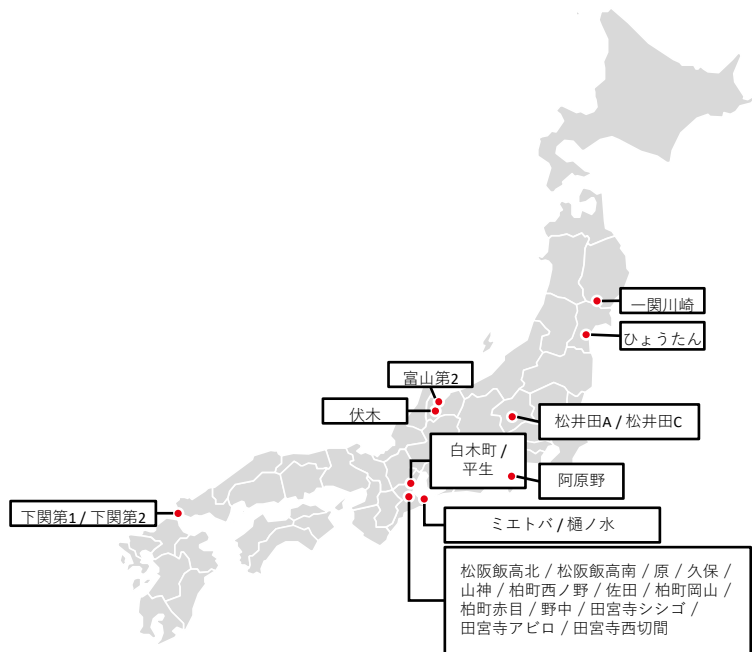 一関川崎
ひょうたん
富山第2
伏木
松井田A / 松井田C
白木町 /
平生
阿原野
下関第1 / 下関第2
ミエトバ / 樋ノ水
松阪飯高北 / 松阪飯高南 / 原 / 久保 /
山神 / 柏町西ノ野 / 佐田 / 柏町岡山 /
柏町赤目 / 野中 / 田宮寺シシゴ /
田宮寺アビロ / 田宮寺西切間